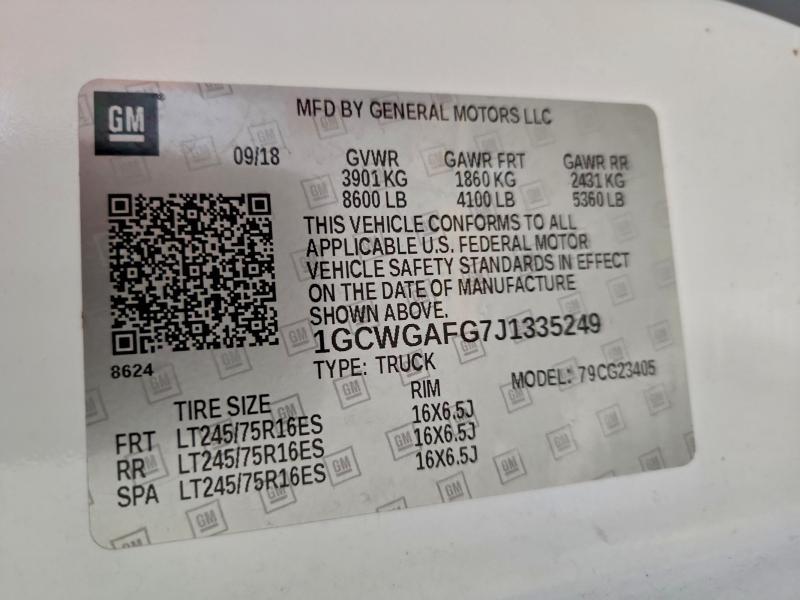 GM
MFD BY GENERAL MOTORS LLC
09/18 GVWR GAWR FRT GAWR RR
3901 KG 1860 KG 2431 KG
8600 LB 4100 LB 5360 LB
THIS VEHICLE CONFORMS TO ALL
APPLICABLE U.S. FEDERAL MOTOR
VEHICLE SAFETY STANDARDS IN EFFECT
ON THE DATE OF MANUFACTURE
SHOWN ABOVE.
1GCWGAFG7J1335249
8624 TYPE: TRUCK MODEL: 79CG23405
TIRE SIZE RIM
FRT LT245/75R16ES 16X6.5J
RR LT245/75R16ES 16X6.5J
SPA LT245/75R16ES 16X6.5J